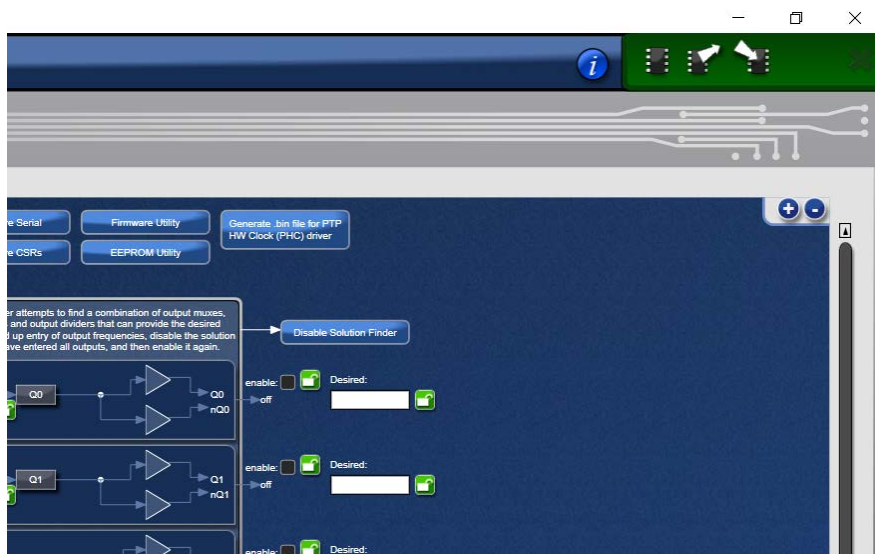 i
+ -
e Serial
Firmware Utility
Generate .bin file for PTP
HW Clock (PHC) driver
e CSRs
EEPROM Utility
er attempts to find a combination of output muxes,
and output dividers that can provide the desired
d up entry of output frequencies, disable the solution
ave entered all outputs, and then enable it again.
Disable Solution Finder
Q0
Q0
nQ0
enable:
off
Desired:
Q1
Q1
nQ1
enable:
off
Desired:
enable:
Desired: